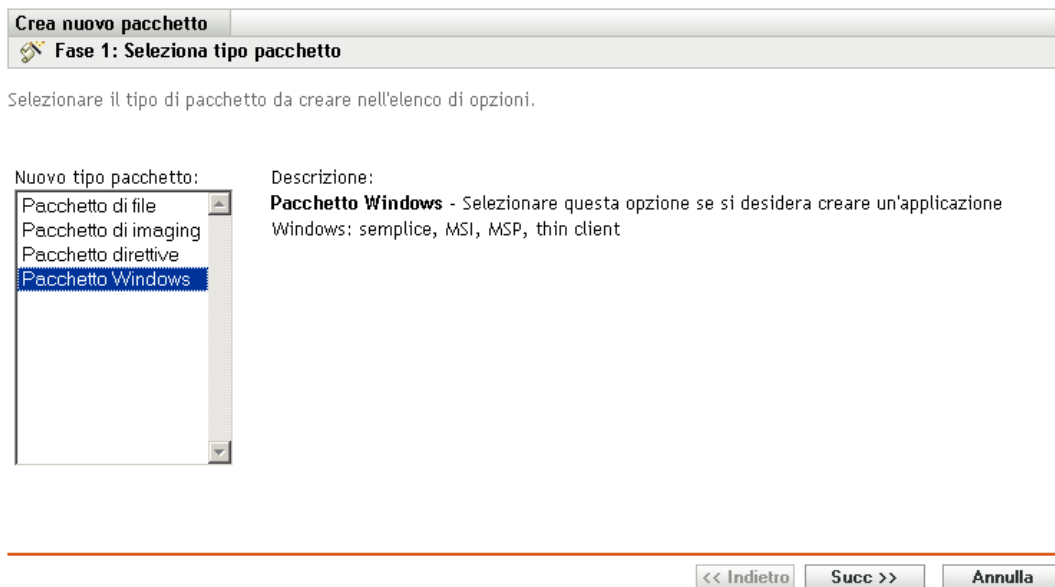 Crea nuovo pacchetto
Fase 1: Seleziona tipo pacchetto
Selezionare il tipo di pacchetto da creare nell'elenco di opzioni.
Nuovo tipo pacchetto:
Pacchetto di file
Pacchetto di imaging
Pacchetto direttive
Pacchetto Windows
Descrizione:
Pacchetto Windows - Selezionare questa opzione se si desidera creare un'applicazione
Windows: semplice, MSI, MSP, thin client
<< Indietro
Succ >>
Annulla